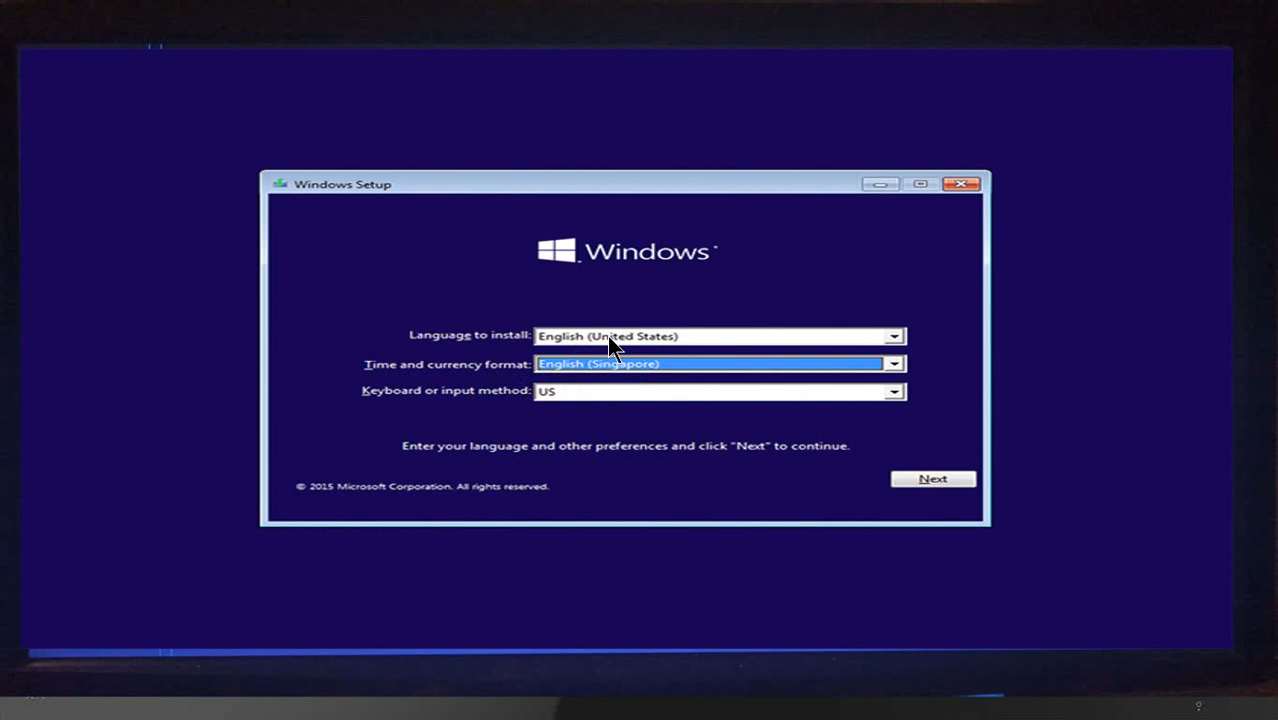 Windows Setup
Windows
Language to install: English (United States)
Time and currency format: English (Singapore)
Keyboard or input method: US
Enter your language and other preferences and click "Next" to continue.
Next
© 2015 Microsoft Corporation. All rights reserved.